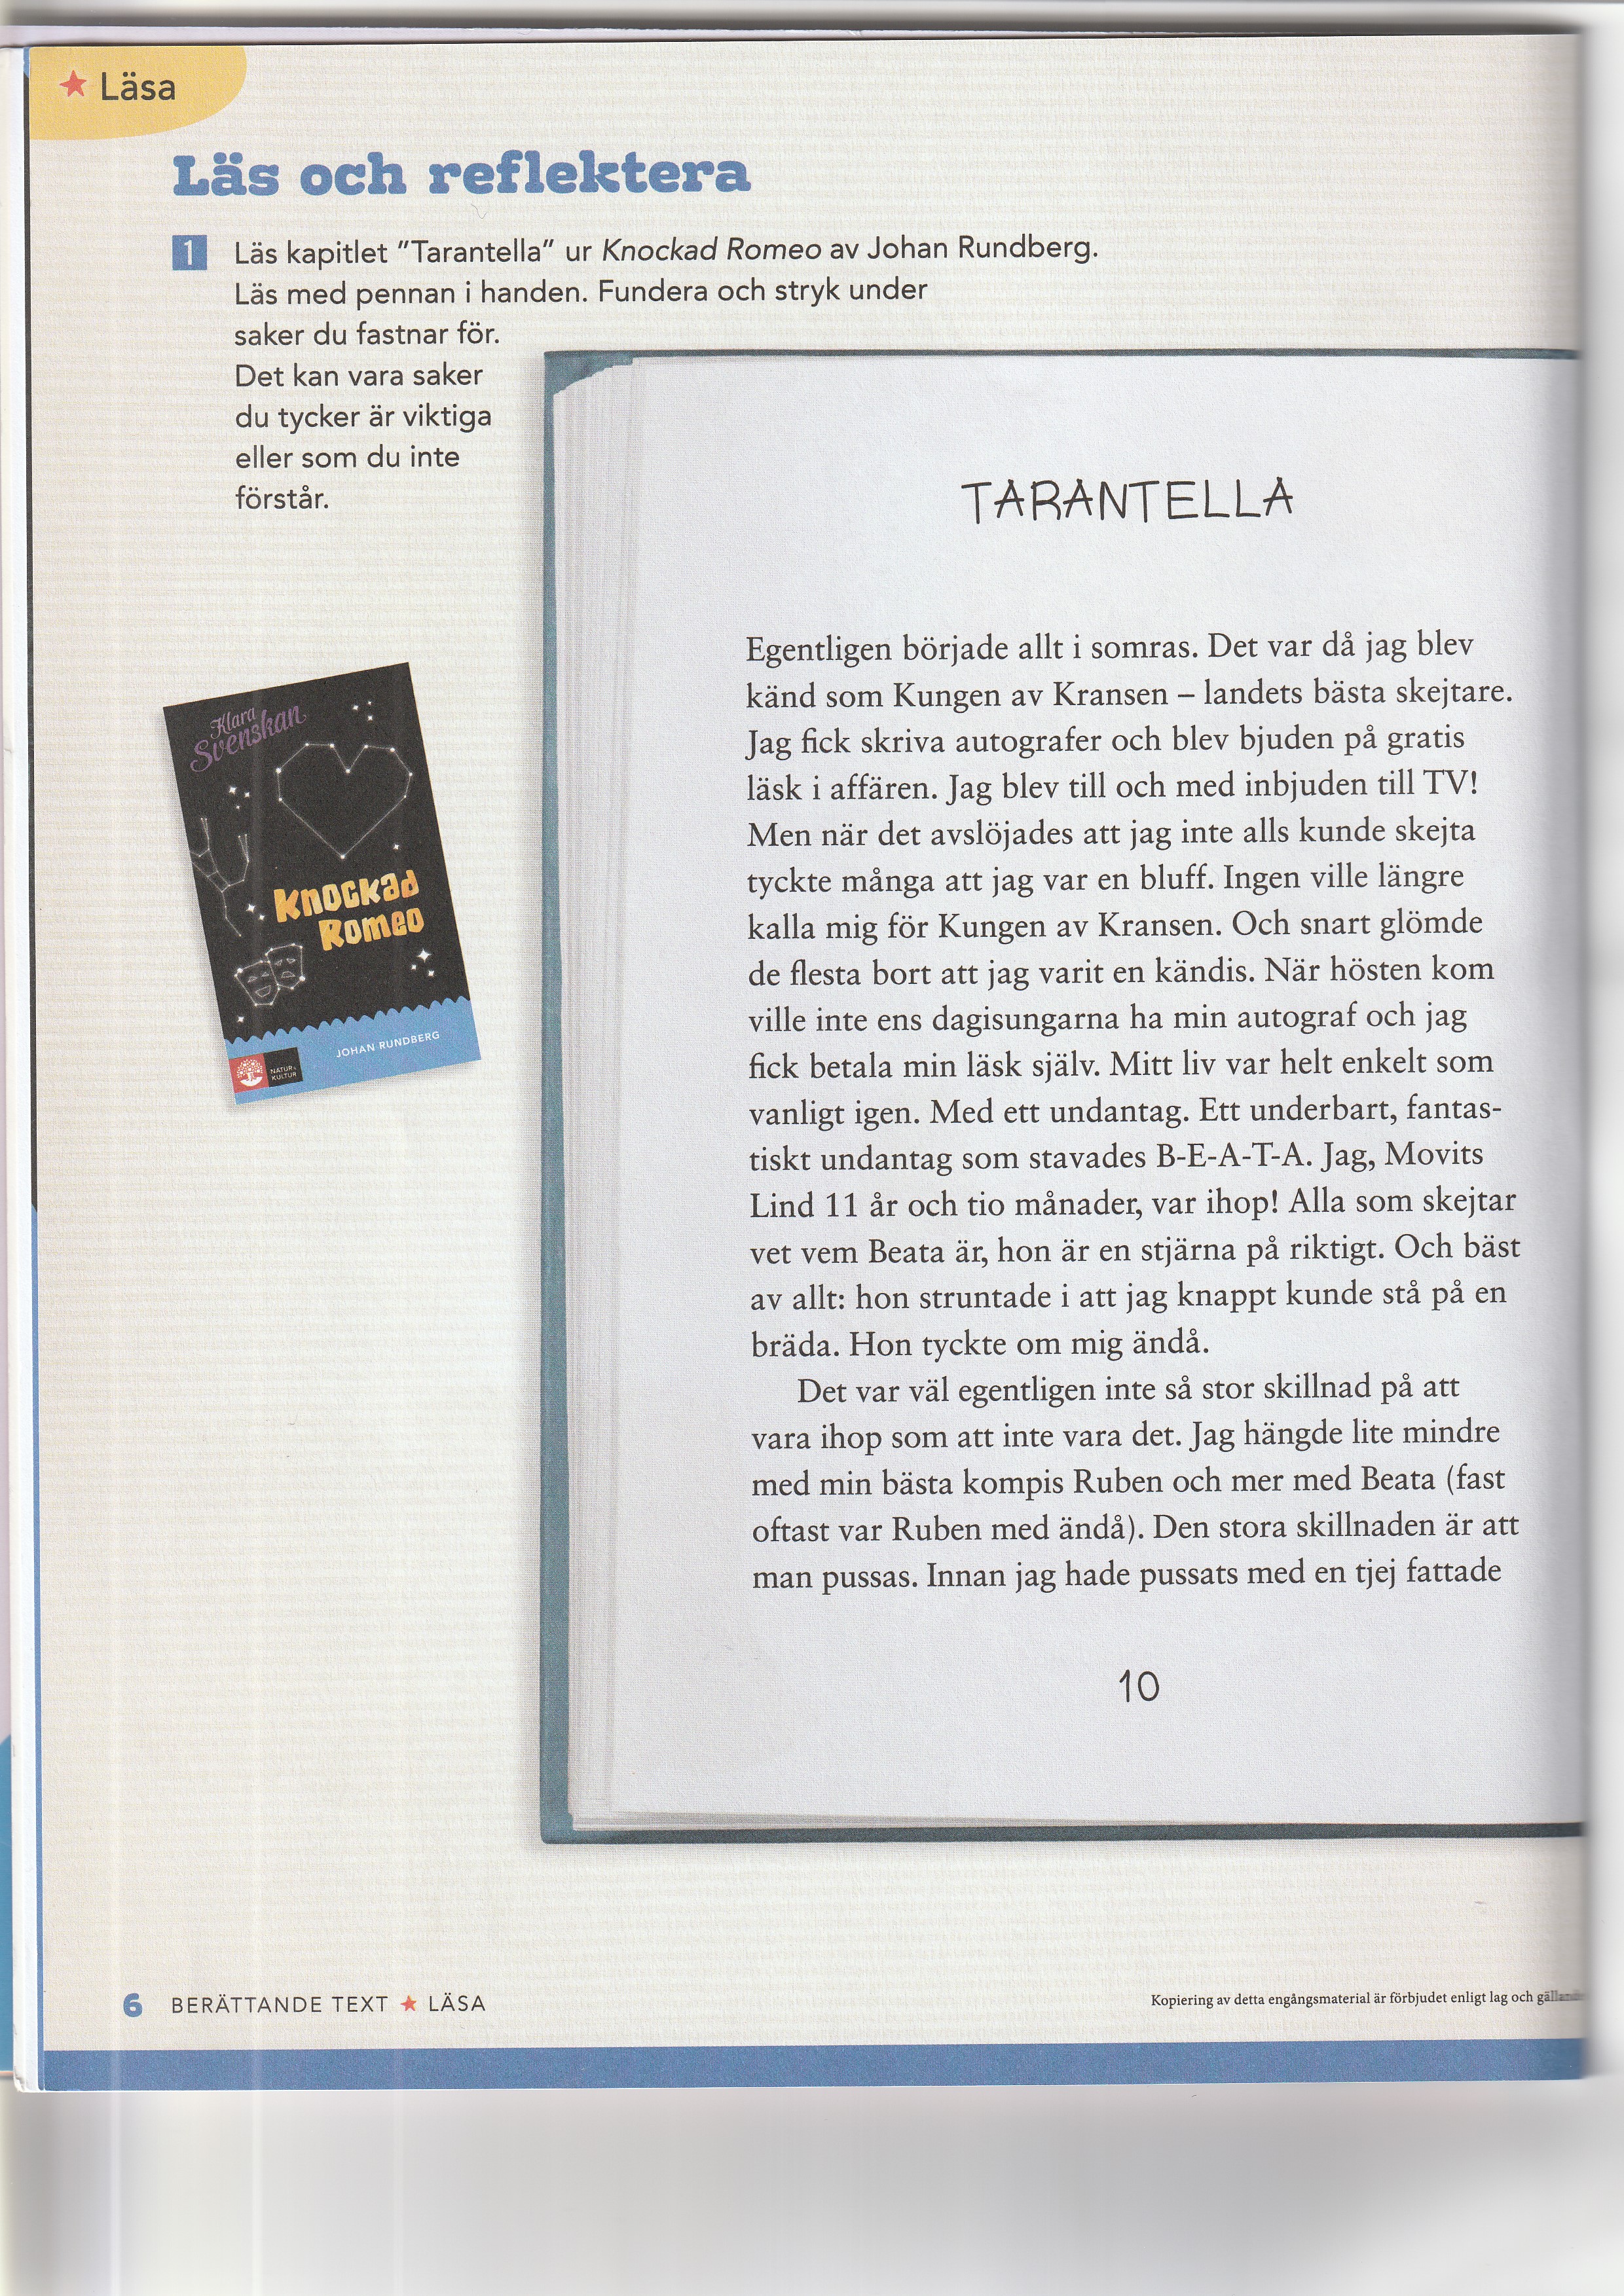 Läsa
Läs och reflektera
1 Läs kapitlet ”Tarantella” ur Knockad Romeo av Johan Rundberg.
Läs med pennan i handen. Fundera och stryk under
saker du fastnar för.
Det kan vara saker
du tycker är viktiga
eller som du inte
förstår.
Klara
Svenskan
Knockad
Romeo
JOHAN RUNDBERG
NATUR &
KULTUR
TARANTELLA
Egentligen började allt i somras. Det var då jag blev
känd som Kungen av Kransen – landets bästa skejtare.
Jag fick skriva autografer och blev bjuden på gratis
läsk i affären. Jag blev till och med inbjuden till TV!
Men när det avslöjades att jag inte alls kunde skejta
tyckte många att jag var en bluff. Ingen ville längre
kalla mig för Kungen av Kransen. Och snart glömde
de flesta bort att jag varit en kändis. När hösten kom
ville inte ens dagisungarna ha min autograf och jag
fick betala min läsk själv. Mitt liv var helt enkelt som
vanligt igen. Med ett undantag. Ett underbart, fantas-
tiskt undantag som stavades B-E-A-T-A. Jag, Movits
Lind 11 år och tio månader, var ihop! Alla som skejtar
vet vem Beata är, hon är en stjärna på riktigt. Och bäst
av allt: hon struntade i att jag knappt kunde stå på en
bräda. Hon tyckte om mig ändå.
Det var väl egentligen inte så stor skillnad på att
vara ihop som att inte vara det. Jag hängde lite mindre
med min bästa kompis Ruben och mer med Beata (fast
oftast var Ruben med ändå). Den stora skillnaden är att
man pussas. Innan jag hade pussats med en tjej fattade
10
6 BERÄTTANDE TEXT ★ LÄSA
Kopiering av detta engångsmaterial är förbjudet enligt lag och